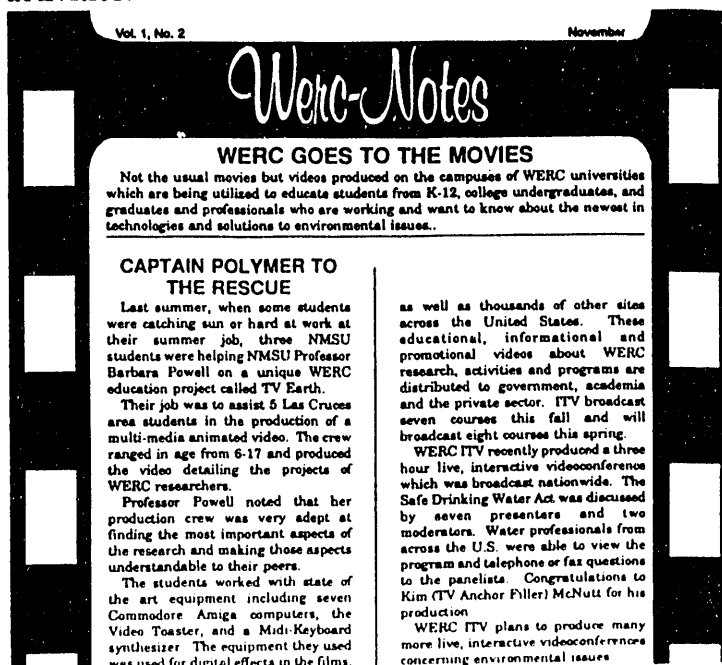 Vol. 1, No. 2
November
Werc-Notes
WERC GOES TO THE MOVIES
Not the usual movies but videos produced on the campuses of WERC universities
which are being utilized to educate students from K-12, college undergraduates, and
graduates and professionals who are working and want to know about the newest in
technologies and solutions to environmental issues..
CAPTAIN POLYMER TO
THE RESCUE
Last summer, when some students
were catching sun or hard at work at
their summer job, three NMSU
students were helping NMSU Professor
Barbara Powell on a unique WERC
education project called TV Earth.
Their job was to assist 5 Las Cruces
area students in the production of a
multi-media animated video. The crew
ranged in age from 6-17 and produced
the video detailing the projects of
WERC researchers.
Professor Powell noted that her
production crew was very adept at
finding the most important aspects of
the research and making those aspects
understandable to their peers.
The students worked with state of
the art equipment including seven
Commodore Amiga computers, the
Video Toaster, and a Midi-Keyboard
synthesizer The equipment they used
was used for digital effects in the films,
as well as thousands of other sites
across the United States. These
educational, informational and
promotional videos about WERC
research, activities and programs are
distributed to government, academia
and the private sector. ITV broadcast
seven courses this fall and will
broadcast eight courses this spring.
WERC ITV recently produced a three
hour live, interactive videoconference
which was broadcast nationwide. The
Safe Drinking Water Act was discussed
by seven presenters and two
moderators. Water professionals from
across the U.S. were able to view the
program and telephone or fax questions
to the panelists. Congratulations to
Kim (TV Anchor Filler) McNutt for his
production
WERC ITV plans to produce many
more live, interactive videoconferences
concerning environmental issues